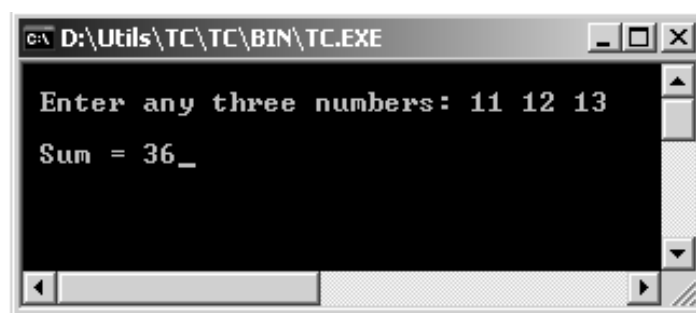 D:\Utils\TC\TC\BIN\TC.EXE
Enter any three numbers: 11 12 13
Sum = 36_